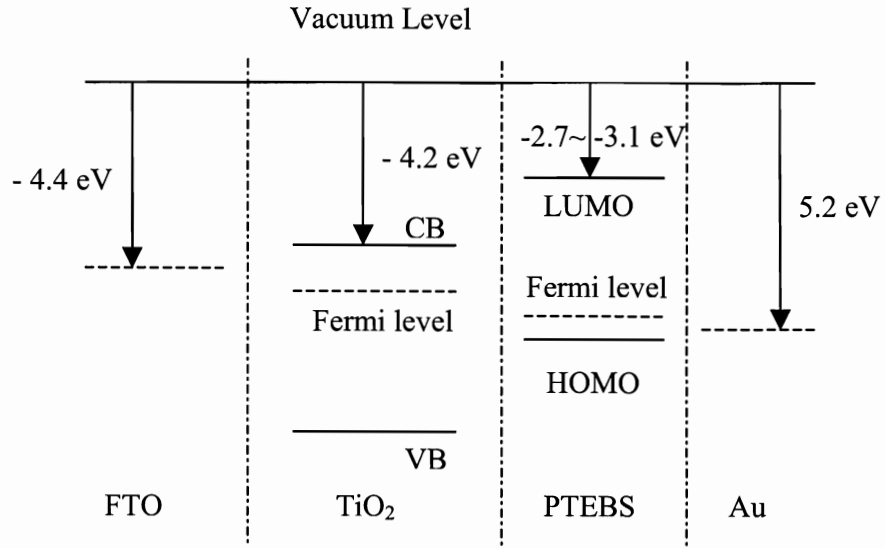 Vacuum Level
-2.7~ -3.1 eV
- 4.2 eV
- 4.4 eV
LUMO
5.2 eV
CB
Fermi level
Fermi level
HOMO
VB
FTO
TiO₂
PTEBS
Au